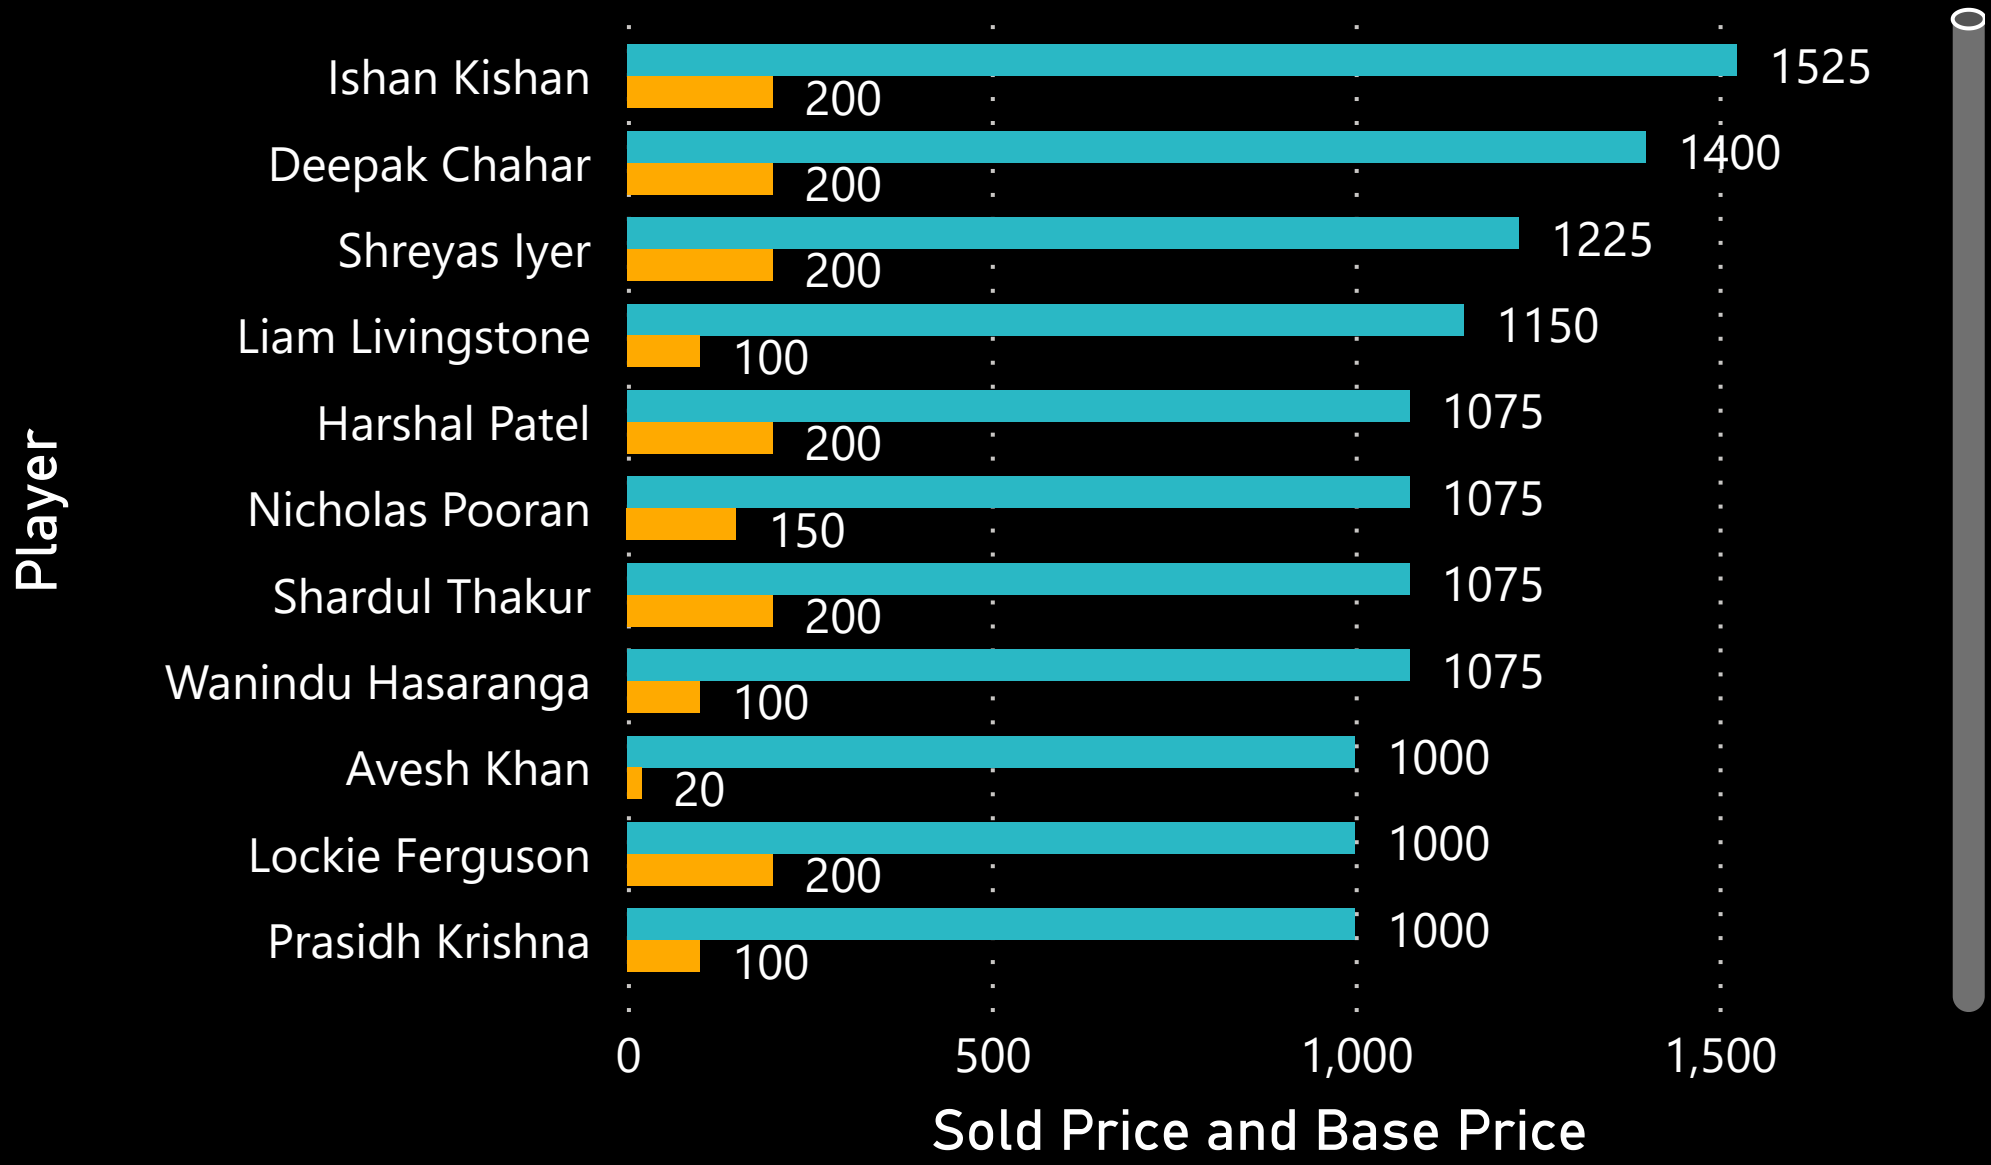 Player
Ishan Kishan 1525
200
Deepak Chahar 1400
200
Shreyas Iyer 1225
200
Liam Livingstone 1150
100
Harshal Patel 1075
200
Nicholas Pooran 1075
150
Shardul Thakur 1075
200
Wanindu Hasaranga 1075
100
Avesh Khan 1000
20
Lockie Ferguson 1000
200
Prasidh Krishna 1000
100
0 500 1,000 1,500
Sold Price and Base Price